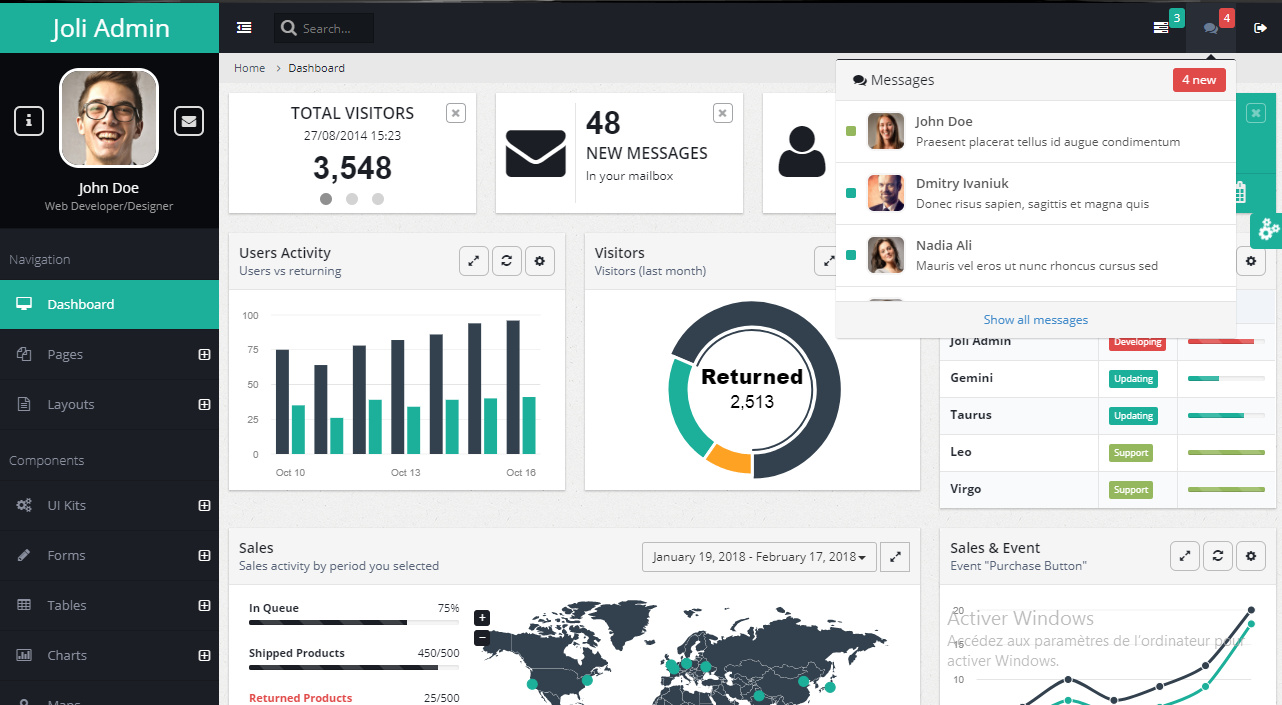 Joli Admin
Search...
3
4
John Doe
Web Developer/Designer
Navigation
Dashboard
Pages
Layouts
Components
UI Kits
Forms
Tables
Charts
Maps
Home > Dashboard
TOTAL VISITORS
27/08/2014 15:23
3,548
48
NEW MESSAGES
In your mailbox
Messages
4 new
John Doe
Praesent placerat tellus id augue condimentum
Dmitry Ivaniuk
Donec risus sapien, sagittis et magna quis
Nadia Ali
Mauris vel eros ut nunc rhoncus cursus sed
Show all messages
Users Activity
Users vs returning
100
75
50
25
0
Oct 10
Oct 13
Oct 16
Visitors
Visitors (last month)
Returned
2,513
Joli Admin
Developing
Gemini
Updating
Taurus
Updating
Leo
Support
Virgo
Support
Sales
Sales activity by period you selected
January 19, 2018 - February 17, 2018
In Queue
75%
Shipped Products
450/500
Returned Products
25/500
+
−
Sales & Event
Event "Purchase Button"
20
15
10
Activer Windows
Accédez aux paramètres de l'ordinateur pour
activer Windows.